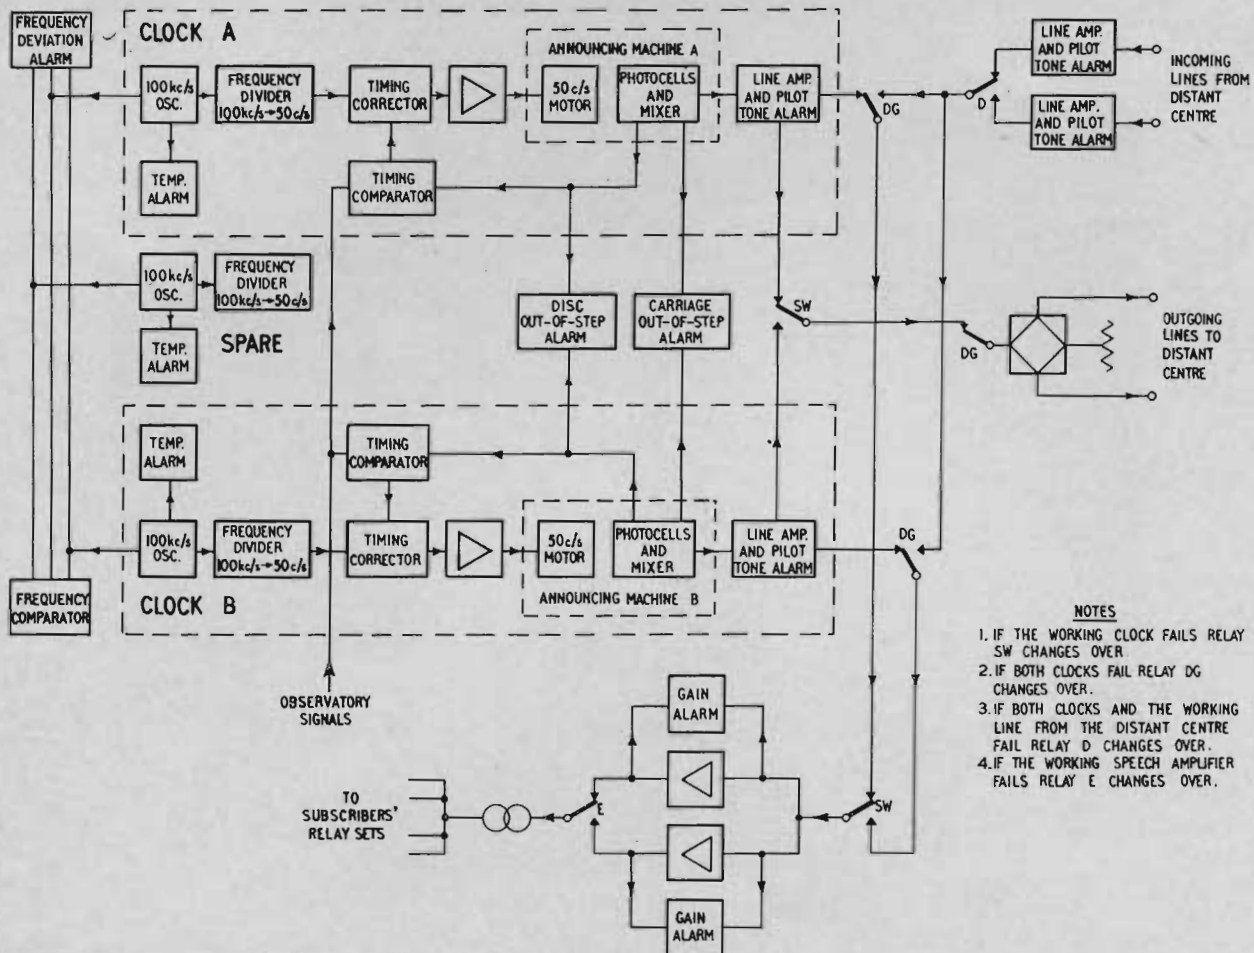 FREQUENCY
DEVIATION
ALARM
CLOCK A
100kc/s
OSC.
FREQUENCY
DIVIDER
100kc/s→50c/s
TIMING
CORRECTOR
ANNOUNCING MACHINE A
50c/s
MOTOR
PHOTOCELLS
AND
MIXER
LINE AMP.
AND PILOT
TONE ALARM
DG
D
LINE AMP.
AND PILOT
TONE ALARM
LINE AMP.
AND PILOT
TONE ALARM
INCOMING
LINES FROM
DISTANT
CENTRE
TEMP.
ALARM
TIMING
COMPARATOR
100kc/s
OSC.
FREQUENCY
DIVIDER
100kc/s→50c/s
TEMP.
ALARM
SPARE
DISC
OUT-OF-STEP
ALARM
CARRIAGE
OUT-OF-STEP
ALARM
SW
DG
OUTGOING
LINES TO
DISTANT
CENTRE
TEMP.
ALARM
TIMING
COMPARATOR
100kc/s
OSC.
FREQUENCY
DIVIDER
100kc/s→50c/s
TIMING
CORRECTOR
50c/s
MOTOR
PHOTOCELLS
AND
MIXER
LINE AMP.
AND PILOT
TONE ALARM
DG
ANNOUNCING MACHINE B
CLOCK B
FREQUENCY
COMPARATOR
OBSERVATORY
SIGNALS
GAIN
ALARM
TO
SUBSCRIBERS'
RELAY SETS
E
SW
GAIN
ALARM
NOTES
1. IF THE WORKING CLOCK FAILS RELAY
SW CHANGES OVER
2. IF BOTH CLOCKS FAIL RELAY DG
CHANGES OVER.
3. IF BOTH CLOCKS AND THE WORKING
LINE FROM THE DISTANT CENTRE
FAIL RELAY D CHANGES OVER.
4. IF THE WORKING SPEECH AMPLIFIER
FAILS RELAY E CHANGES OVER.